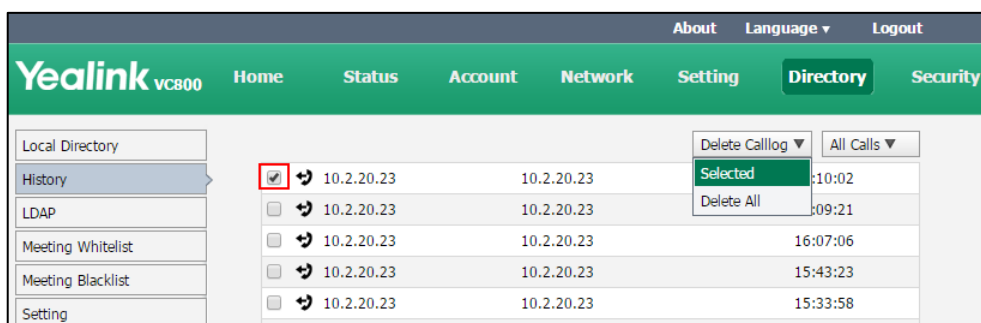 About Language ▾ Logout
Yealink VC800 Home Status Account Network Setting Directory Security
Local Directory
History
LDAP
Meeting Whitelist
Meeting Blacklist
Setting
Delete Calllog ▼ All Calls ▼
Selected
Delete All
10.2.20.23 10.2.20.23 :10:02
10.2.20.23 10.2.20.23 :09:21
10.2.20.23 10.2.20.23 16:07:06
10.2.20.23 10.2.20.23 15:43:23
10.2.20.23 10.2.20.23 15:33:58